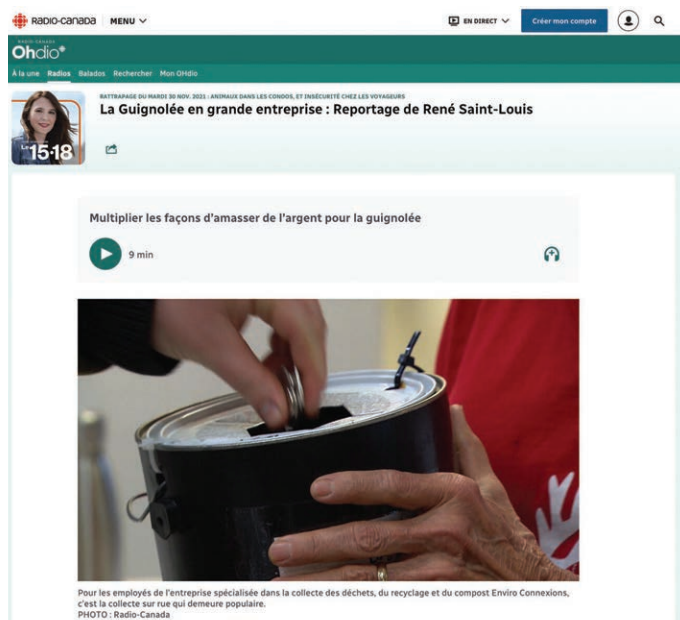 RADIO-CANADA MENU
EN DIRECT
Créer mon compte
RADIO-CANADA
Ohdio
À la une Radios Balados Rechercher Mon OHdio
RATTRAPAGE DU MARDI 30 NOV. 2021 : ANIMAUX DANS LES CONDOS, ET INSÉCURITÉ CHEZ LES VOYAGEURS
La Guignolée en grande entreprise : Reportage de René Saint-Louis
Le 15-18
Multiplier les façons d'amasser de l'argent pour la guignolée
9 min
Pour les employés de l'entreprise spécialisée dans la collecte des déchets, du recyclage et du compost Enviro Connexions,
c'est la collecte sur rue qui demeure populaire.
PHOTO : Radio-Canada